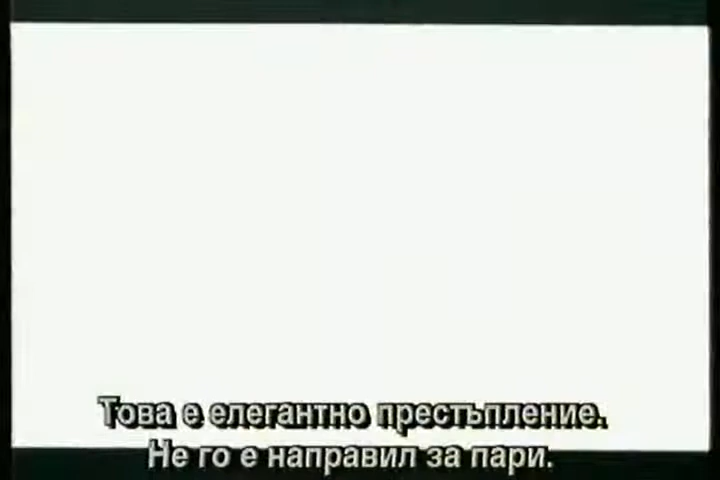 Това е елегантно престъпление.
Не го е направил за пари.